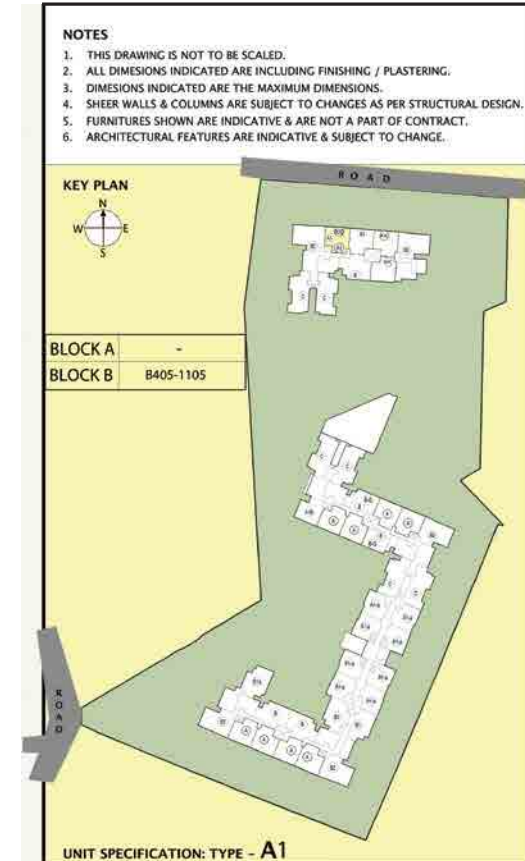 NOTES
1. THIS DRAWING IS NOT TO BE SCALED.
2. ALL DIMESIONS INDICATED ARE INCLUDING FINISHING / PLASTERING.
3. DIMESIONS INDICATED ARE THE MAXIMUM DIMENSIONS.
4. SHEER WALLS & COLUMNS ARE SUBJECT TO CHANGES AS PER STRUCTURAL DESIGN.
5. FURNITURES SHOWN ARE INDICATIVE & ARE NOT A PART OF CONTRACT.
6. ARCHITECTURAL FEATURES ARE INDICATIVE & SUBJECT TO CHANGE.
ROAD
KEY PLAN
N
W E
S
BLOCK A -
BLOCK B B405-1105
ROAD
UNIT SPECIFICATION: TYPE - A1